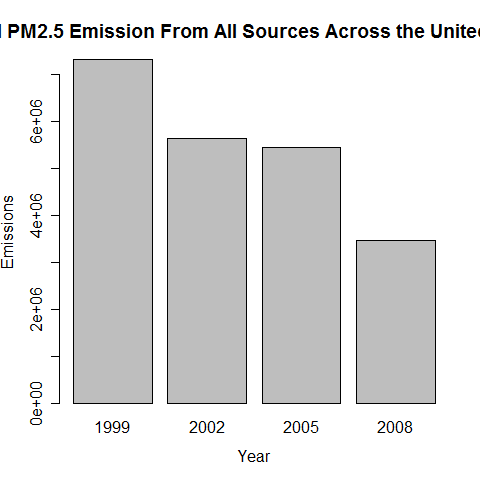 PM2.5 Emission From All Sources Across the United
6e+06
4e+06
2e+06
0e+00
Emissions
1999 2002 2005 2008
Year